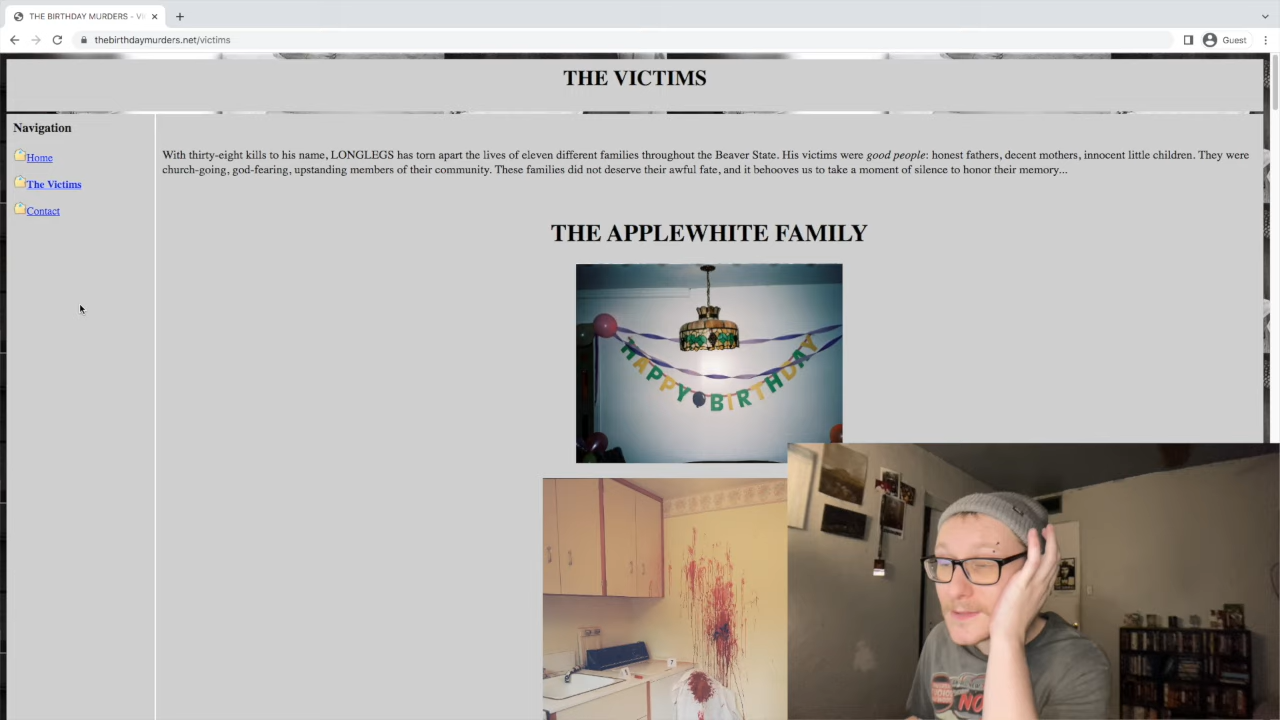 THE BIRTHDAY MURDERS - VI
thebirthdaymurders.net/victims
Guest
THE VICTIMS
Navigation
Home
The Victims
Contact
With thirty-eight kills to his name, LONGLEGS has torn apart the lives of eleven different families throughout the Beaver State. His victims were good people: honest fathers, decent mothers, innocent little children. They were
church-going, god-fearing, upstanding members of their community. These families did not deserve their awful fate, and it behooves us to take a moment of silence to honor their memory...
THE APPLEWHITE FAMILY
HAPPY BIRTHDAY
NO